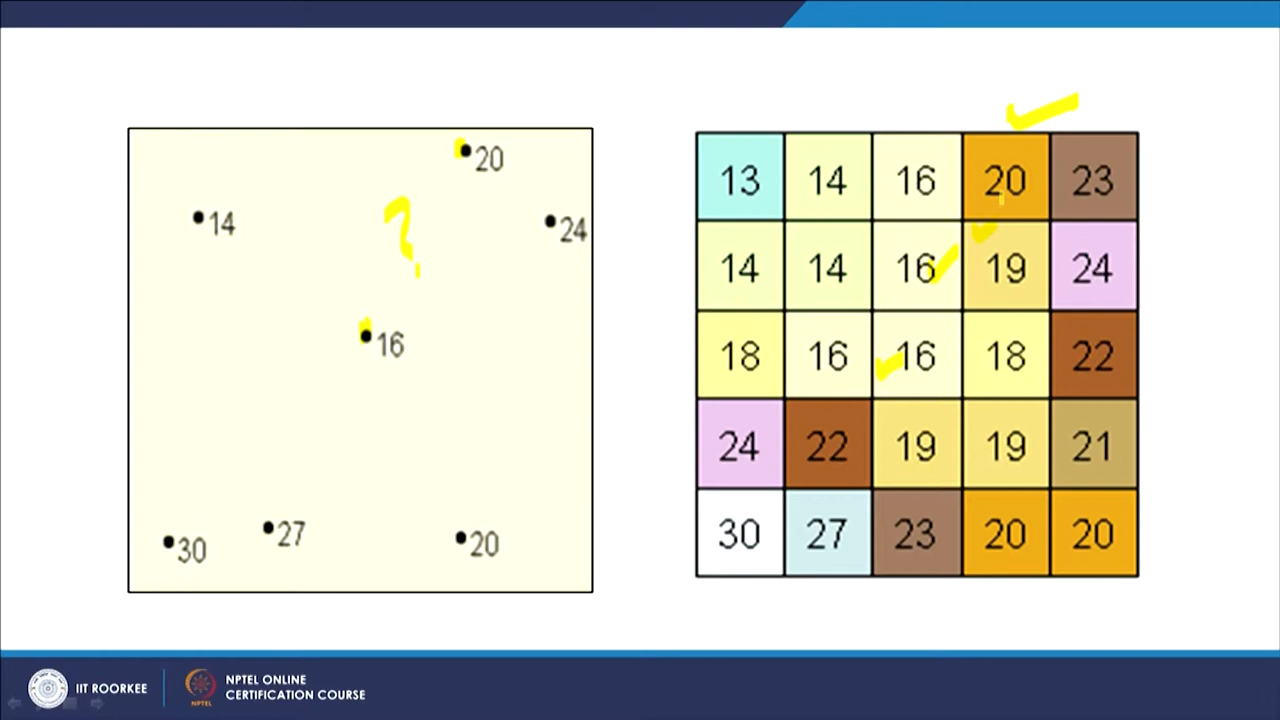 20
14
24
16
27
30
20
?
13 14 16 20 23
14 14 16 19 24
18 16 16 18 22
24 22 19 19 21
30 27 23 20 20
IIT ROORKEE
NPTEL ONLINE
CERTIFICATION COURSE
NPTEL